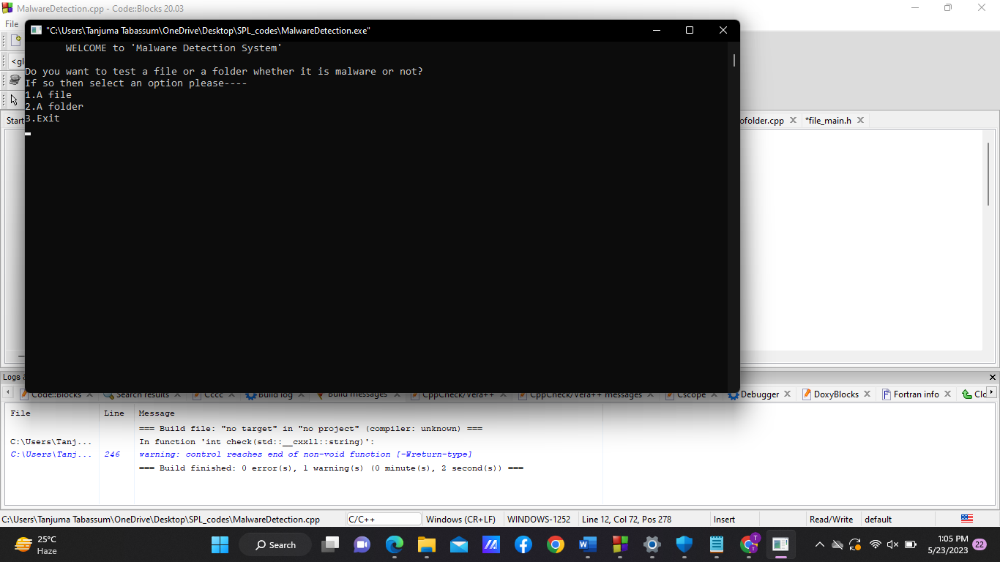 MalwareDetection.cpp - Code::Blocks 20.03
File
"C:\Users\Tanjuma Tabassum\OneDrive\Desktop\SPL_codes\MalwareDetection.exe"
WELCOME to 'Malware Detection System'
<gl
Do you want to test a file or a folder whether it is malware or not?
If so then select an option please----
1.A file
2.A folder
3.Exit
Start
ofolder.cpp
*file_main.h
Logs
Code::Blocks
Search results
Cccc
Build log
Build messages
CppCheck/Vera++
CppCheck/Vera++ messages
Cscope
Debugger
DoxyBlocks
Fortran info
Clo
File Line Message
=== Build file: "no target" in "no project" (compiler: unknown) ===
C:\Users\Tanj... In function 'int check(std::__cxx11::string)':
C:\Users\Tanj... 246 warning: control reaches end of non-void function [-Wreturn-type]
=== Build finished: 0 error(s), 1 warning(s) (0 minute(s), 2 second(s)) ===
C:\Users\Tanjuma Tabassum\OneDrive\Desktop\SPL_codes\MalwareDetection.cpp C/C++ Windows (CR+LF) WINDOWS-1252 Line 12, Col 72, Pos 278 Insert Read/Write default
25°C
Haze
Search
T
T
1:05 PM
5/23/2023
22